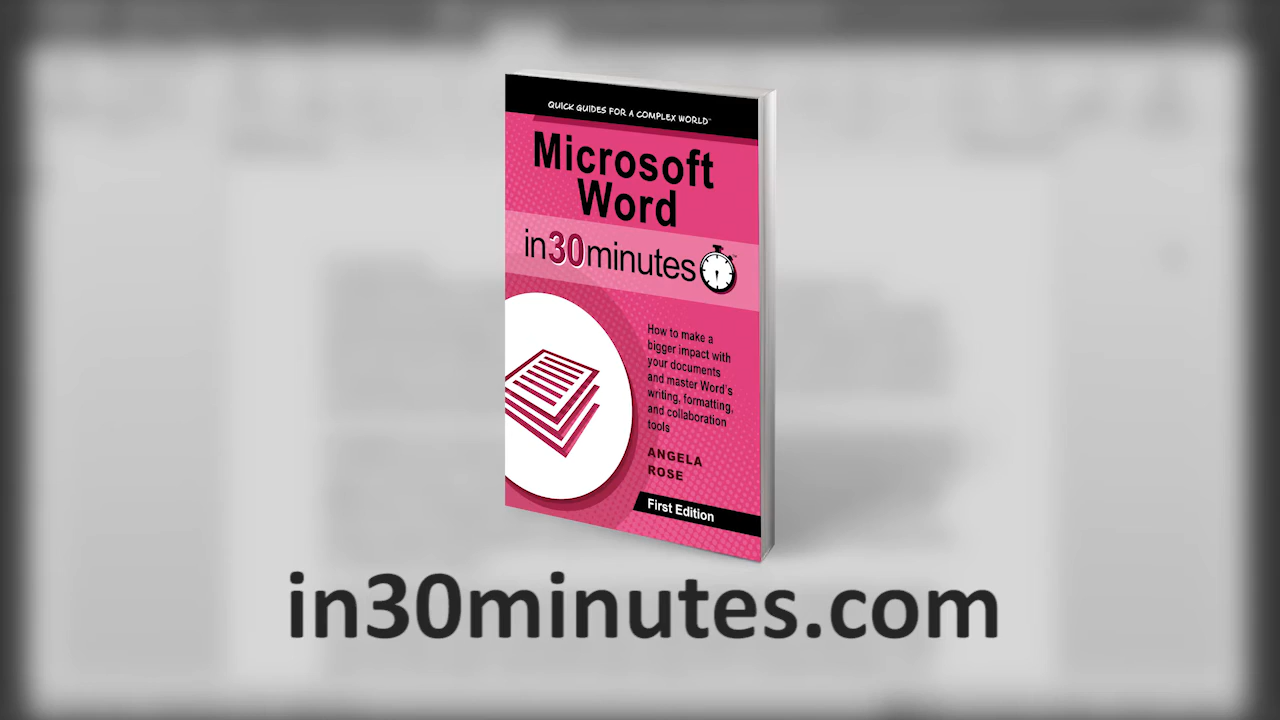 QUICK GUIDES FOR A COMPLEX WORLD™
Microsoft
Word
in30minutes™
How to make a
bigger impact with
your documents
and master Word's
writing, formatting,
and collaboration
tools
ANGELA
ROSE
First Edition
in30minutes.com